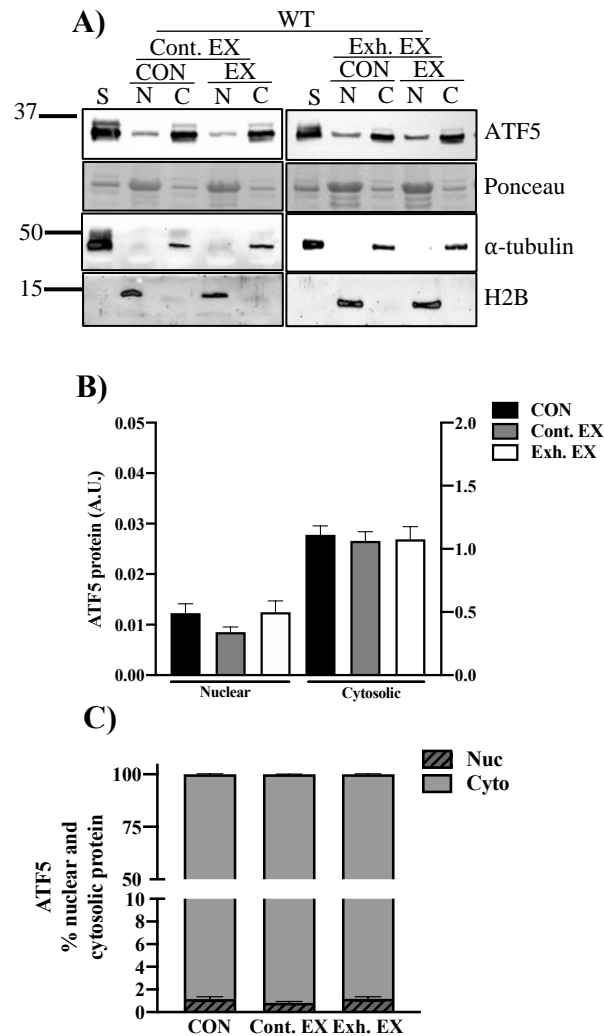 A)
WT
Cont. EX Exh. EX
CON EX CON EX
S N C N C S N C N C
37
ATF5
Ponceau
50
α-tubulin
15
H2B
B)
CON
Cont. EX
Exh. EX
ATF5 protein (A.U.)
0.05 2.0
0.04
1.5
0.03
1.0
0.02
0.5
0.01
0.00 0.0
Nuclear Cytosolic
C)
Nuc
Cyto
ATF5
% nuclear and
cytosolic protein
100
75
50
10
8
6
4
2
0
CON Cont. EX Exh. EX